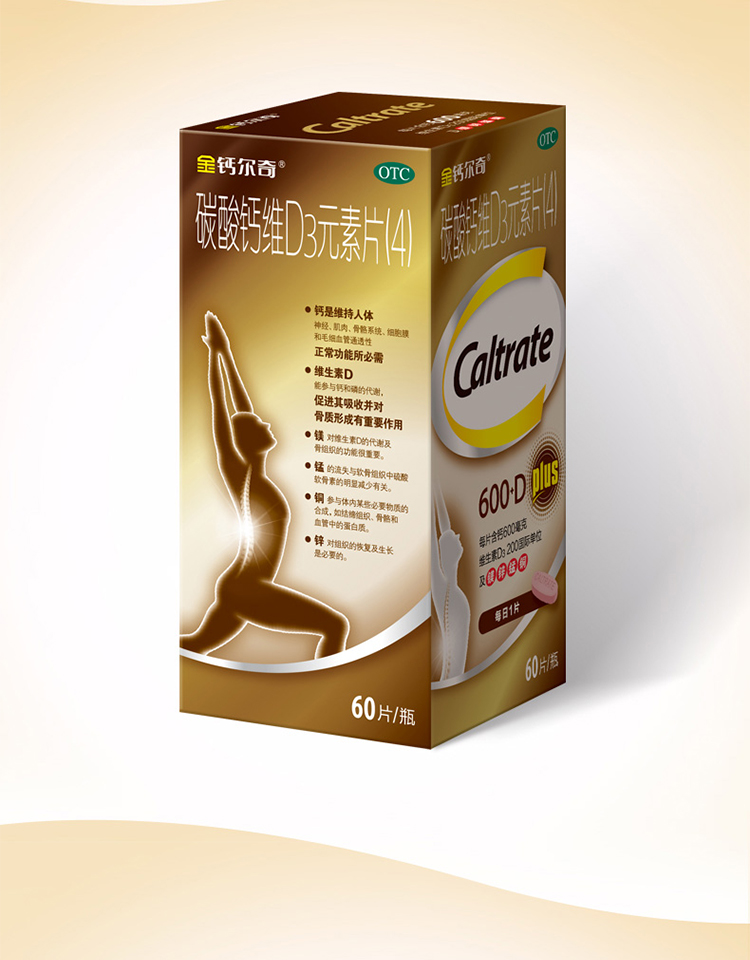 金钙尔奇
Caltrate
600
金钙尔奇®
OTC
碳酸钙维D3元素片(4)
● 钙是维持人体
神经、肌肉、骨骼系统、细胞膜
和毛细血管通透性
正常功能所必需
● 维生素D
能参与钙和磷的代谢,
促进其吸收并对
骨质形成有重要作用
● 镁 对维生素D的代谢及
骨组织的功能很重要。
● 锰 的流失与软骨组织中硫酸
软骨素的明显减少有关。
● 铜 参与体内某些必要物质的
合成,如结缔组织、骨骼和
血管中的蛋白质。
● 锌 对组织的恢复及生长
是必要的。
60片/瓶
OTC
金钙尔奇®
碳酸钙维D3元素片(4)
Caltrate
600+D plus
每片含钙600毫克
维生素D3 200国际单位
及镁锌锰铜
每日1片
60片/瓶